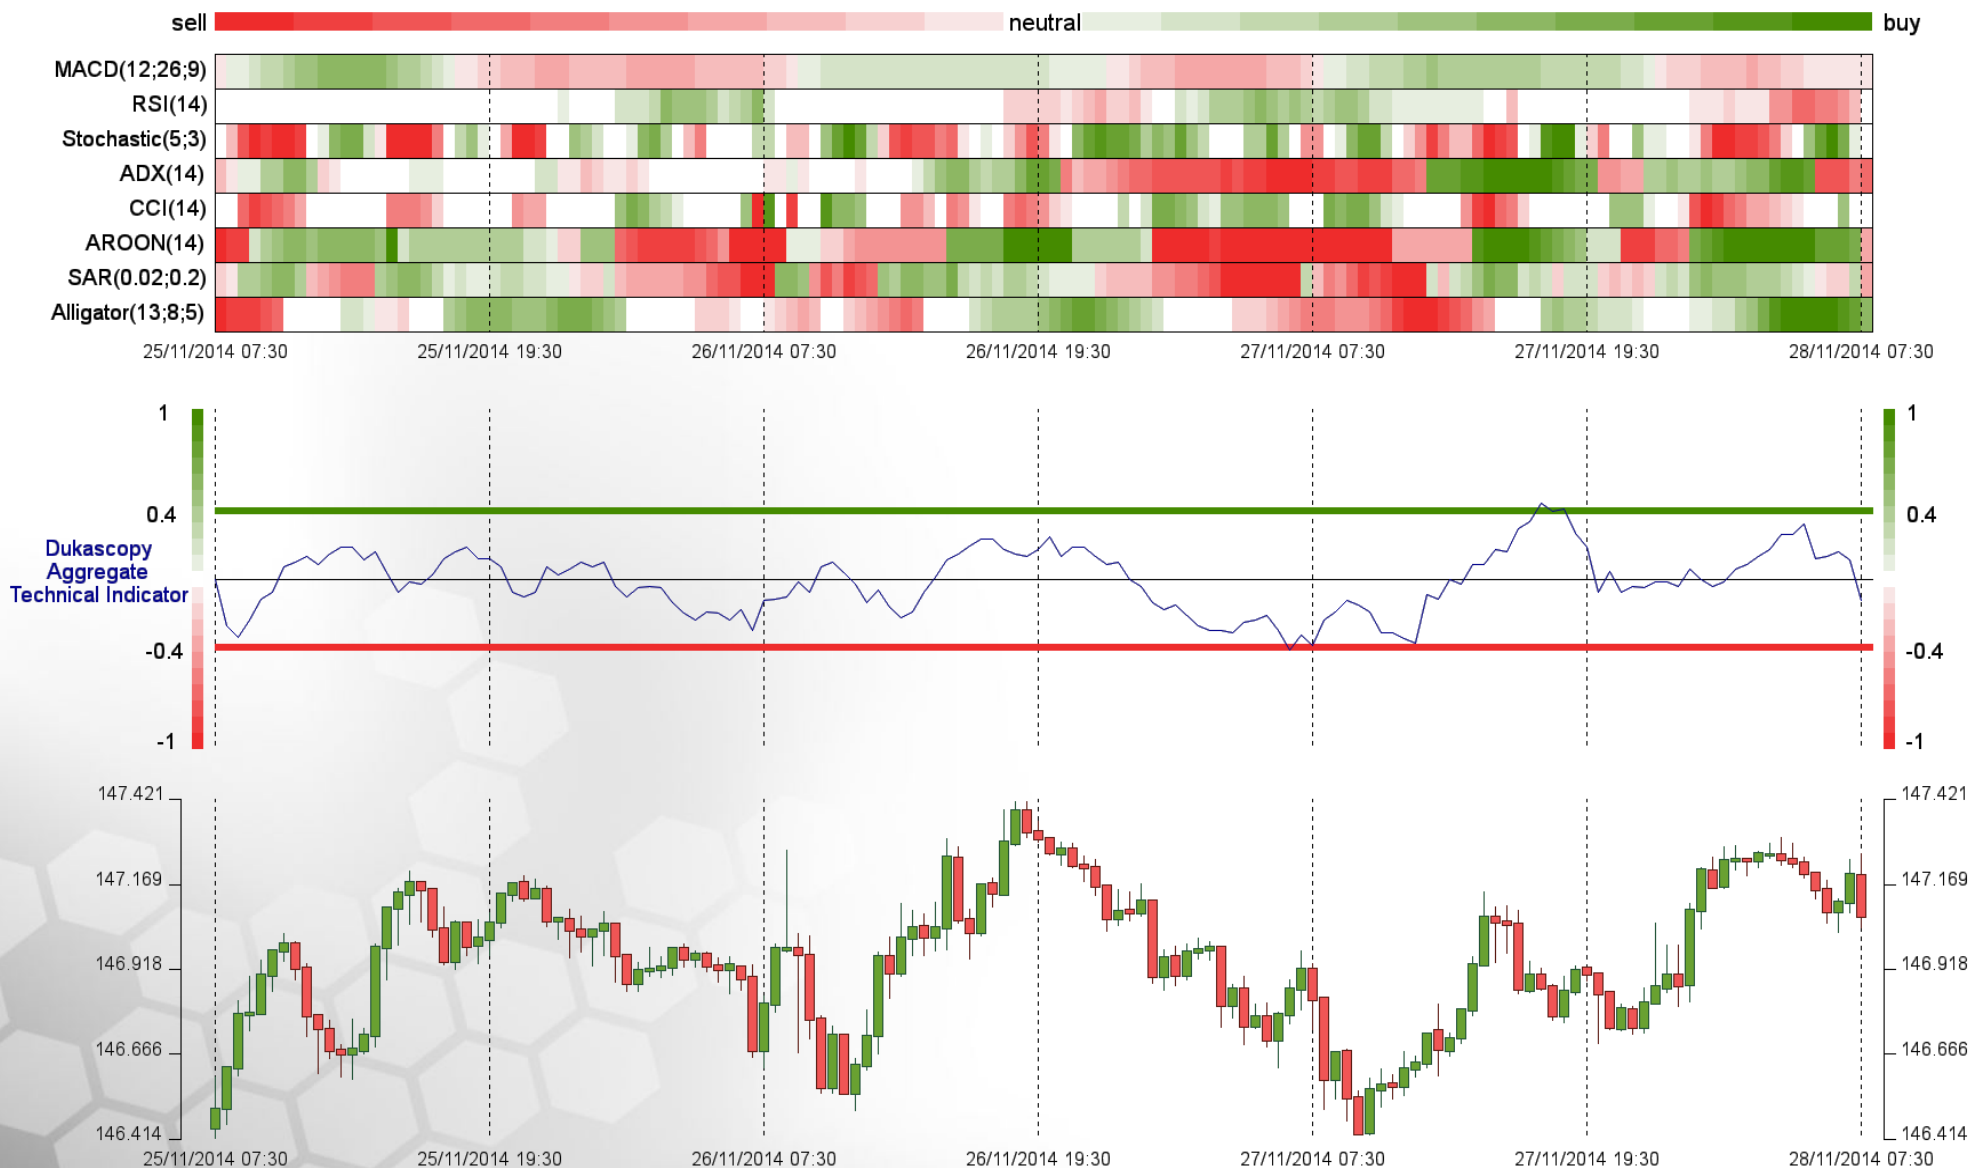 sell neutral buy
MACD(12;26;9)
RSI(14)
Stochastic(5;3)
ADX(14)
CCI(14)
AROON(14)
SAR(0.02;0.2)
Alligator(13;8;5)
25/11/2014 07:30 25/11/2014 19:30 26/11/2014 07:30 26/11/2014 19:30 27/11/2014 07:30 27/11/2014 19:30 28/11/2014 07:30
1 1
0.4 0.4
Dukascopy
Aggregate
Technical Indicator
-0.4 -0.4
-1 -1
147.421 147.421
147.169 147.169
146.918 146.918
146.666 146.666
146.414 146.414
25/11/2014 07:30 25/11/2014 19:30 26/11/2014 07:30 26/11/2014 19:30 27/11/2014 07:30 27/11/2014 19:30 28/11/2014 07:30